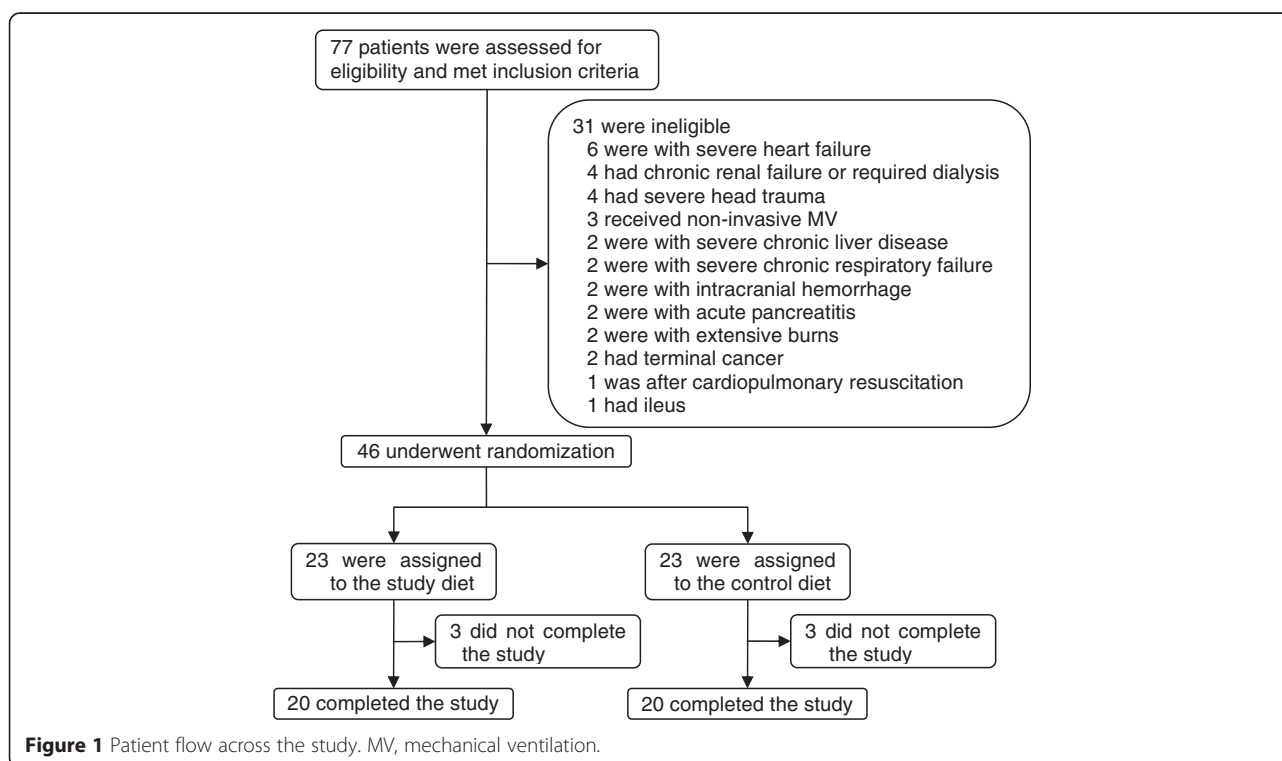 77 patients were assessed for
eligibility and met inclusion criteria
31 were ineligible
6 were with severe heart failure
4 had chronic renal failure or required dialysis
4 had severe head trauma
3 received non-invasive MV
2 were with severe chronic liver disease
2 were with severe chronic respiratory failure
2 were with intracranial hemorrhage
2 were with acute pancreatitis
2 were with extensive burns
2 had terminal cancer
1 was after cardiopulmonary resuscitation
1 had ileus
46 underwent randomization
23 were assigned
to the study diet
23 were assigned
to the control diet
3 did not complete
the study
3 did not complete
the study
20 completed the study
20 completed the study
Figure 1 Patient flow across the study. MV, mechanical ventilation.